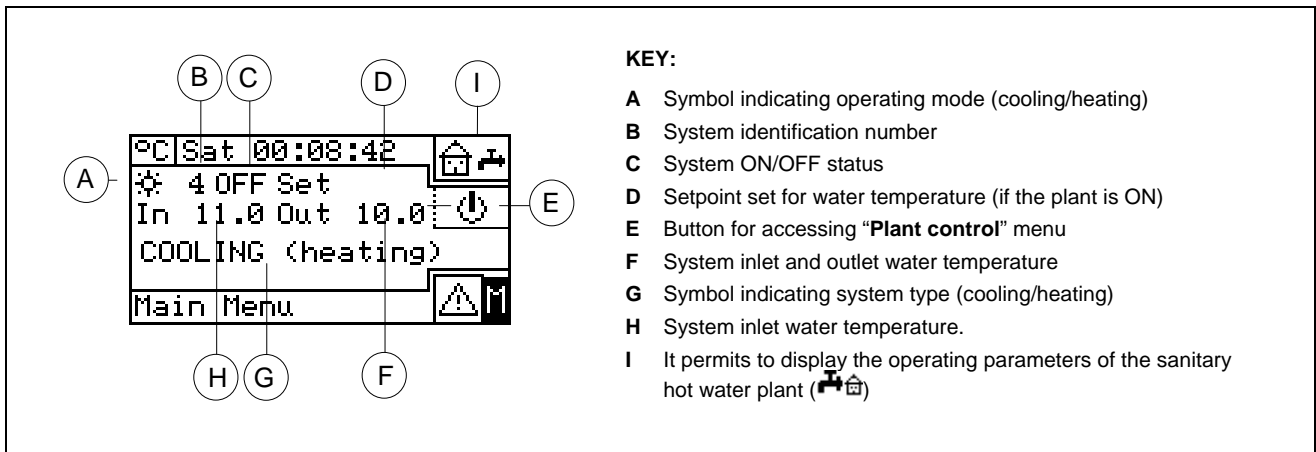 B C D I
°C Sat 00:08:42
A
4 OFF Set
In 11.0 Out 10.0
E
COOLING (heating)
Main Menu M
H G F
KEY:
A Symbol indicating operating mode (cooling/heating)
B System identification number
C System ON/OFF status
D Setpoint set for water temperature (if the plant is ON)
E Button for accessing “Plant control” menu
F System inlet and outlet water temperature
G Symbol indicating system type (cooling/heating)
H System inlet water temperature.
I It permits to display the operating parameters of the sanitary
hot water plant ( )